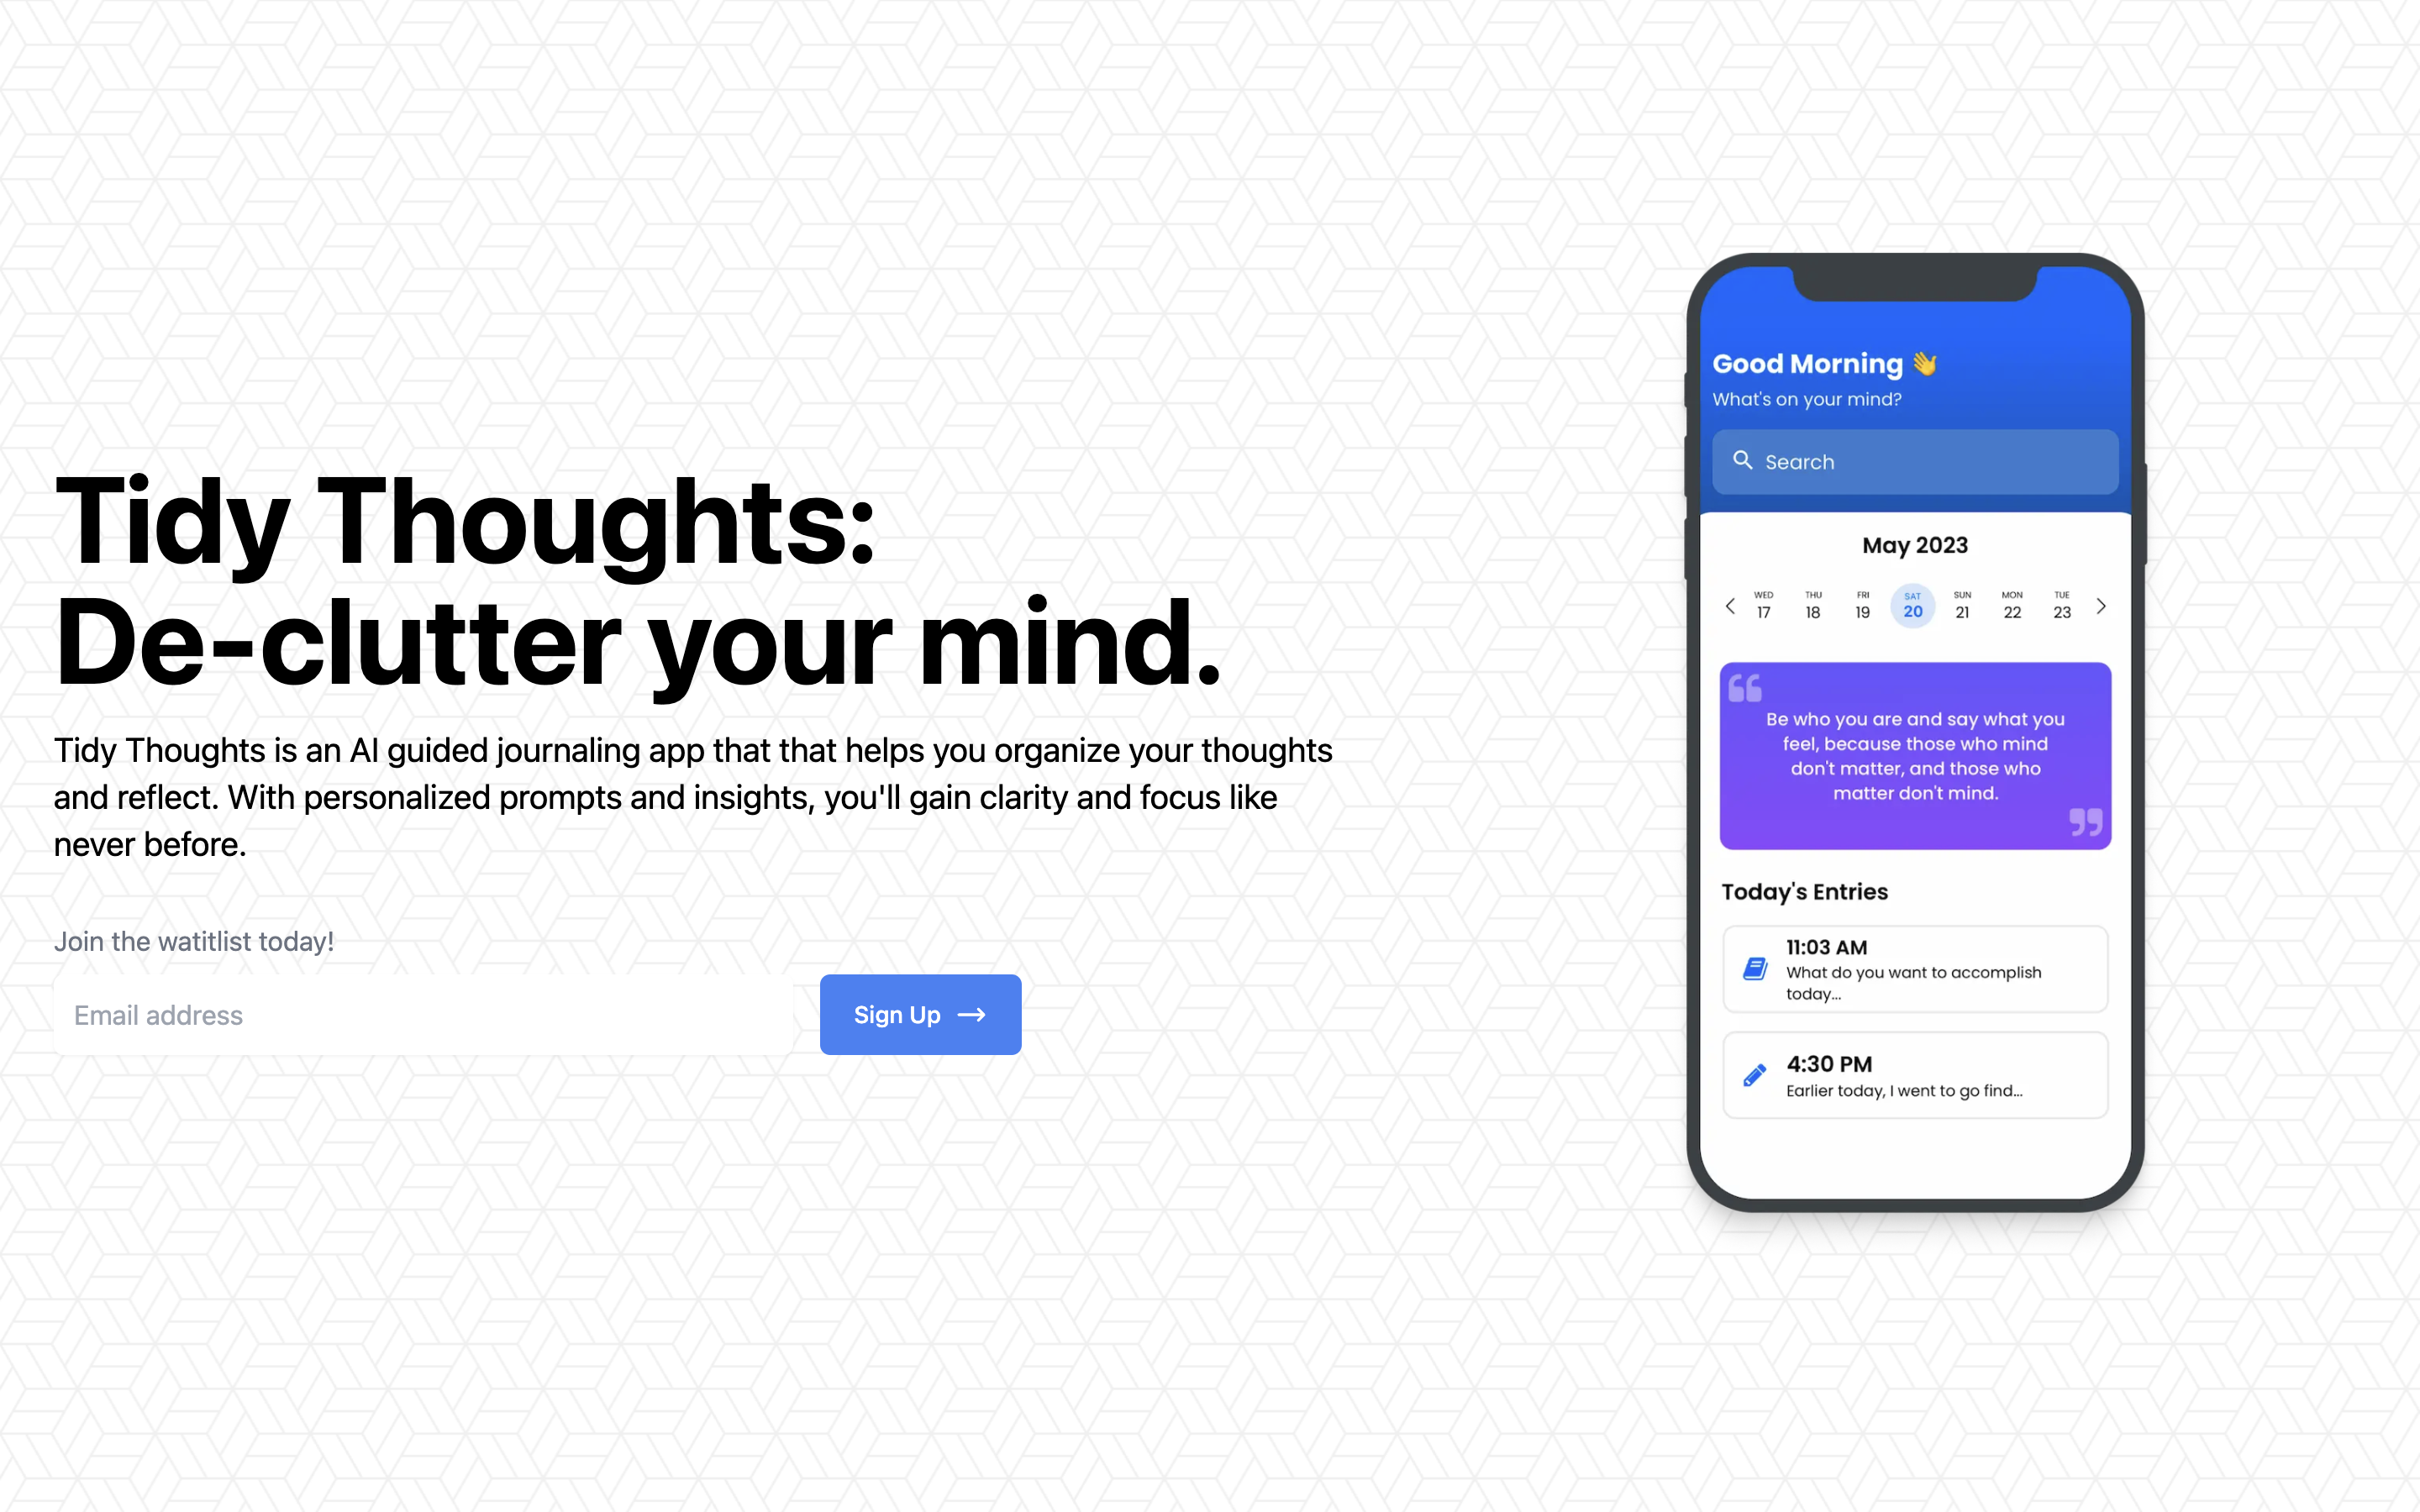 Tidy Thoughts:
De-clutter your mind.
Tidy Thoughts is an AI guided journaling app that that helps you organize your thoughts
and reflect. With personalized prompts and insights, you'll gain clarity and focus like
never before.
Join the watitlist today!
Email address
Sign Up →
Good Morning 👋
What's on your mind?
Search
May 2023
WED THU FRI SAT SUN MON TUE
17 18 19 20 21 22 23
“
Be who you are and say what you
feel, because those who mind
don't matter, and those who
matter don't mind.
”
Today's Entries
11:03 AM
What do you want to accomplish
today...
4:30 PM
Earlier today, I went to go find...